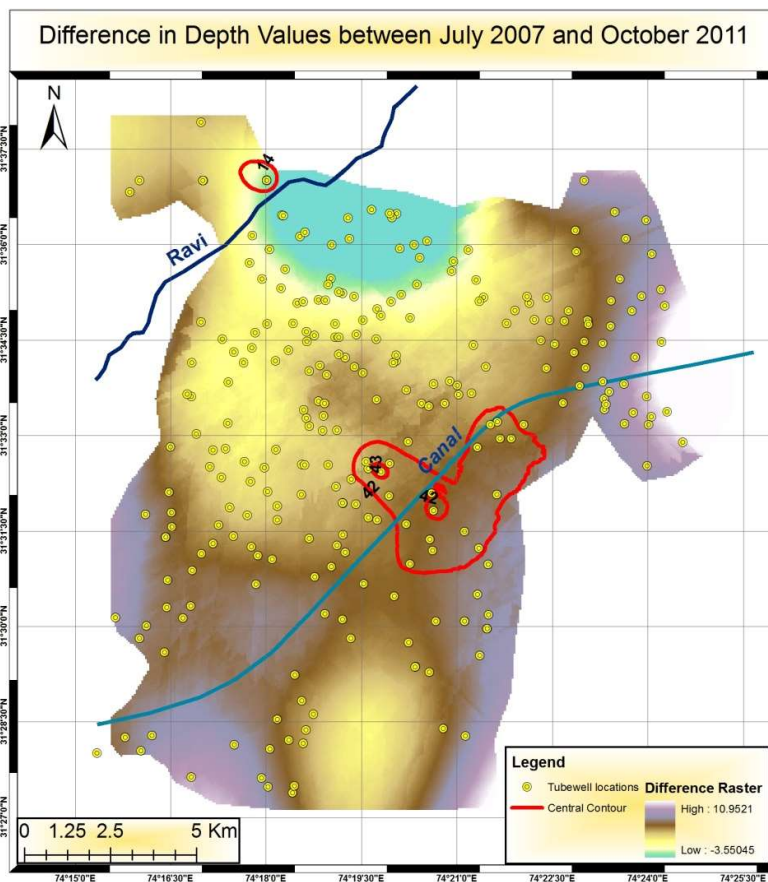 Difference in Depth Values between July 2007 and October 2011
N
14
Ravi
Canal
43
42
42
31°37'30"N
31°36'0"N
31°34'30"N
31°33'0"N
31°31'30"N
31°30'0"N
31°28'30"N
31°27'0"N
Legend
Tubewell locations
Central Contour
Difference Raster
High : 10.9521
Low : -3.55045
0 1.25 2.5 5 Km
74°15'0"E 74°16'30"E 74°18'0"E 74°19'30"E 74°21'0"E 74°22'30"E 74°24'0"E 74°25'30"E